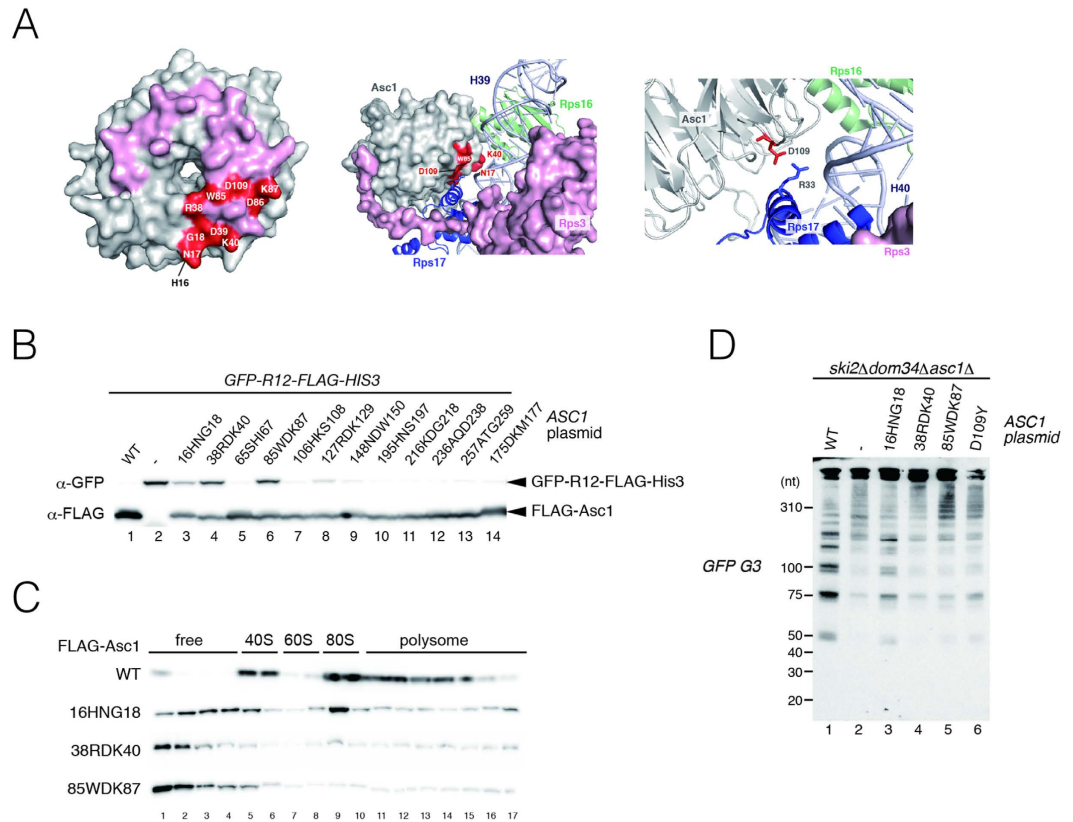 A
D109
K87
W85
D86
R38
D39
G18
K40
N17
H16
Asc1
H39
Rps16
W85
K40
D109
N17
Rps3
Rps17
Rps16
Asc1
D109
R33
H40
Rps17
Rps3
B
GFP-R12-FLAG-HIS3
WT
-
16HNG18
38RDK40
65SHI67
85WDK87
106HKS108
127RDK129
148NDW150
195HNS197
216KDG218
236AQD238
257ATG259
175DKM177
ASC1
plasmid
α-GFP
GFP-R12-FLAG-His3
α-FLAG
FLAG-Asc1
1 2 3 4 5 6 7 8 9 10 11 12 13 14
C
FLAG-Asc1
free 40S 60S 80S polysome
WT
16HNG18
38RDK40
85WDK87
1 2 3 4 5 6 7 8 9 10 11 12 13 14 15 16 17
D
ski2Δdom34Δasc1Δ
WT
-
16HNG18
38RDK40
85WDK87
D109Y
ASC1
plasmid
(nt)
310
GFP G3
100
75
50
40
30
20
1 2 3 4 5 6